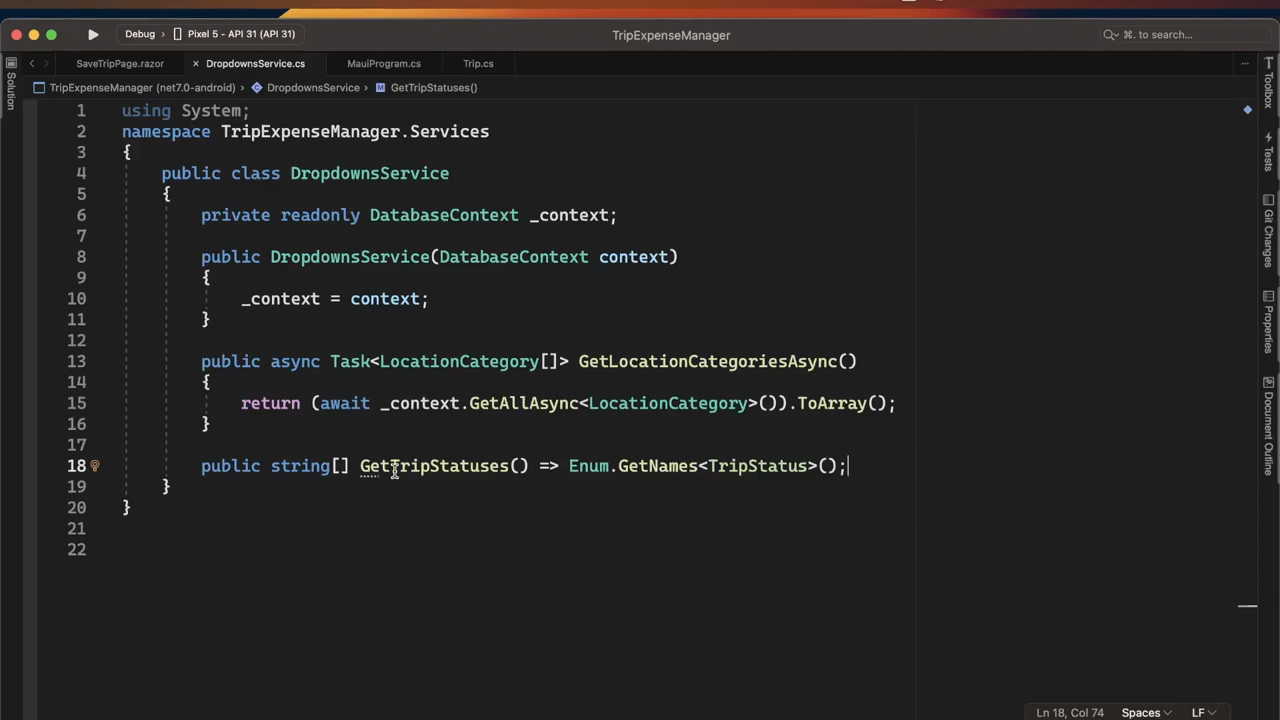 Debug › Pixel 5 - API 31 (API 31)
TripExpenseManager
⌘. to search...
SaveTripPage.razor
× DropdownsService.cs
MauiProgram.cs
Trip.cs
TripExpenseManager (net7.0-android) › DropdownsService › GetTripStatuses()
1 using System;
2 namespace TripExpenseManager.Services
3 {
4 public class DropdownsService
5 {
6 private readonly DatabaseContext _context;
7
8 public DropdownsService(DatabaseContext context)
9 {
10 _context = context;
11 }
12
13 public async Task<LocationCategory[]> GetLocationCategoriesAsync()
14 {
15 return (await _context.GetAllAsync<LocationCategory>()).ToArray();
16 }
17
18 public string[] GetTripStatuses() => Enum.GetNames<TripStatus>();
19 }
20 }
21
22
Solution
Toolbox
Tests
Git Changes
Properties
Document Outline
Ln 18, Col 74 Spaces LF